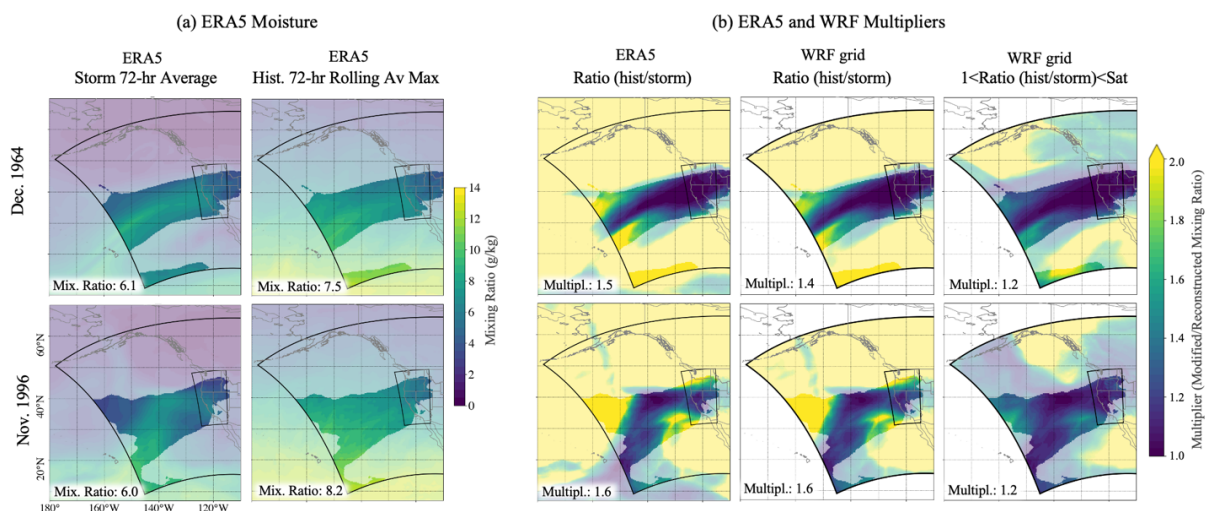 (a) ERA5 Moisture
(b) ERA5 and WRF Multipliers
ERA5
Storm 72-hr Average
ERA5
Hist. 72-hr Rolling Av Max
ERA5
Ratio (hist/storm)
WRF grid
Ratio (hist/storm)
WRF grid
1<Ratio (hist/storm)<Sat
Dec. 1964
Mix. Ratio: 6.1
Mix. Ratio: 7.5
Multipl.: 1.5
Multipl.: 1.4
Multipl.: 1.2
Nov. 1996
60°N
40°N
20°N
Mix. Ratio: 6.0
Mix. Ratio: 8.2
Multipl.: 1.6
Multipl.: 1.6
Multipl.: 1.2
180° 160°W 140°W 120°W
14
12
10
8
6
4
2
0
Mixing Ratio (g/kg)
2.0
1.8
1.6
1.4
1.2
1.0
Multiplier (Modified/Reconstructed Mixing Ratio)